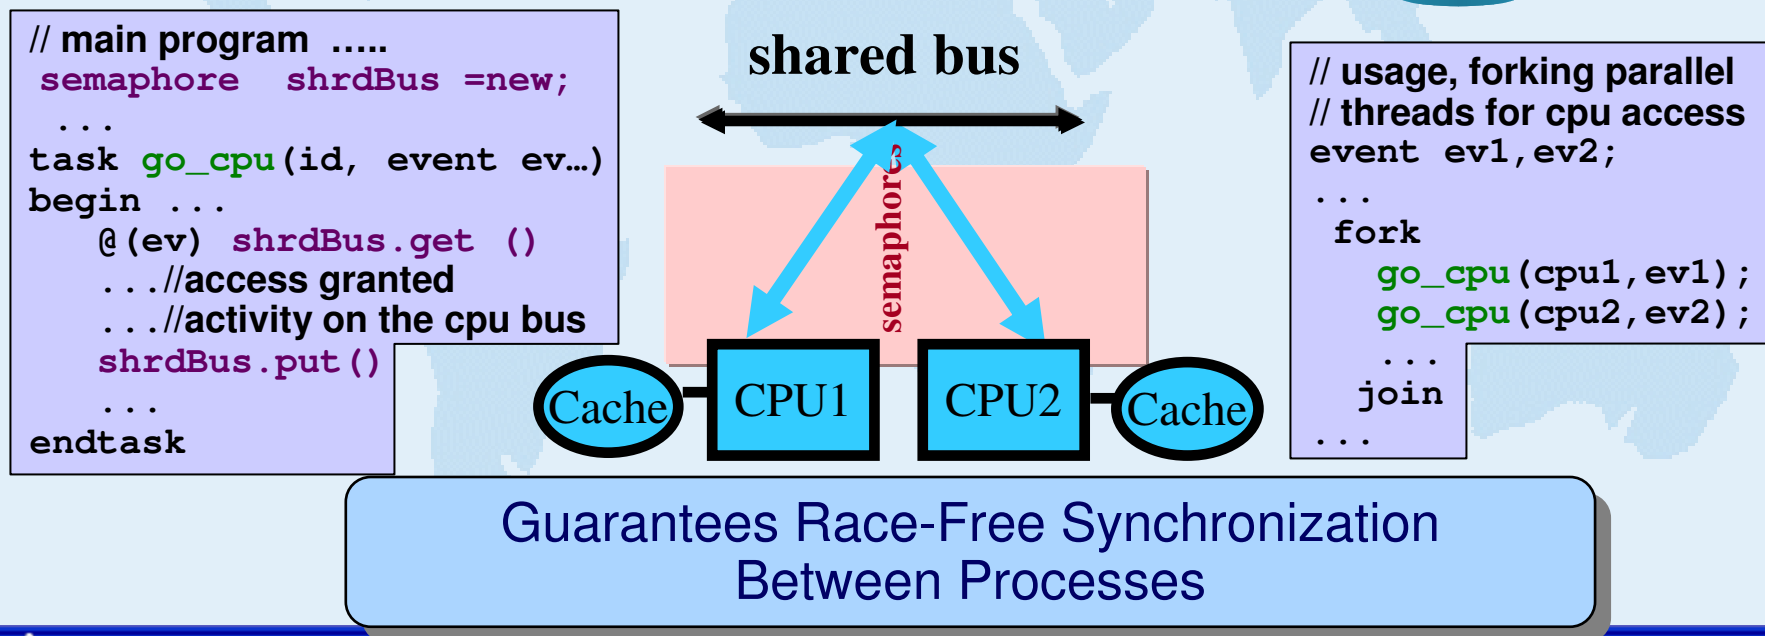 // main program …..
semaphore shrdBus =new;
...
task go_cpu(id, event ev…)
begin ...
@(ev) shrdBus.get ()
...//access granted
...//activity on the cpu bus
shrdBus.put()
...
endtask
shared bus
semaphores
Cache
CPU1
CPU2
Cache
// usage, forking parallel
// threads for cpu access
event ev1,ev2;
...
fork
go_cpu(cpu1,ev1);
go_cpu(cpu2,ev2);
...
join
...
Guarantees Race-Free Synchronization
Between Processes